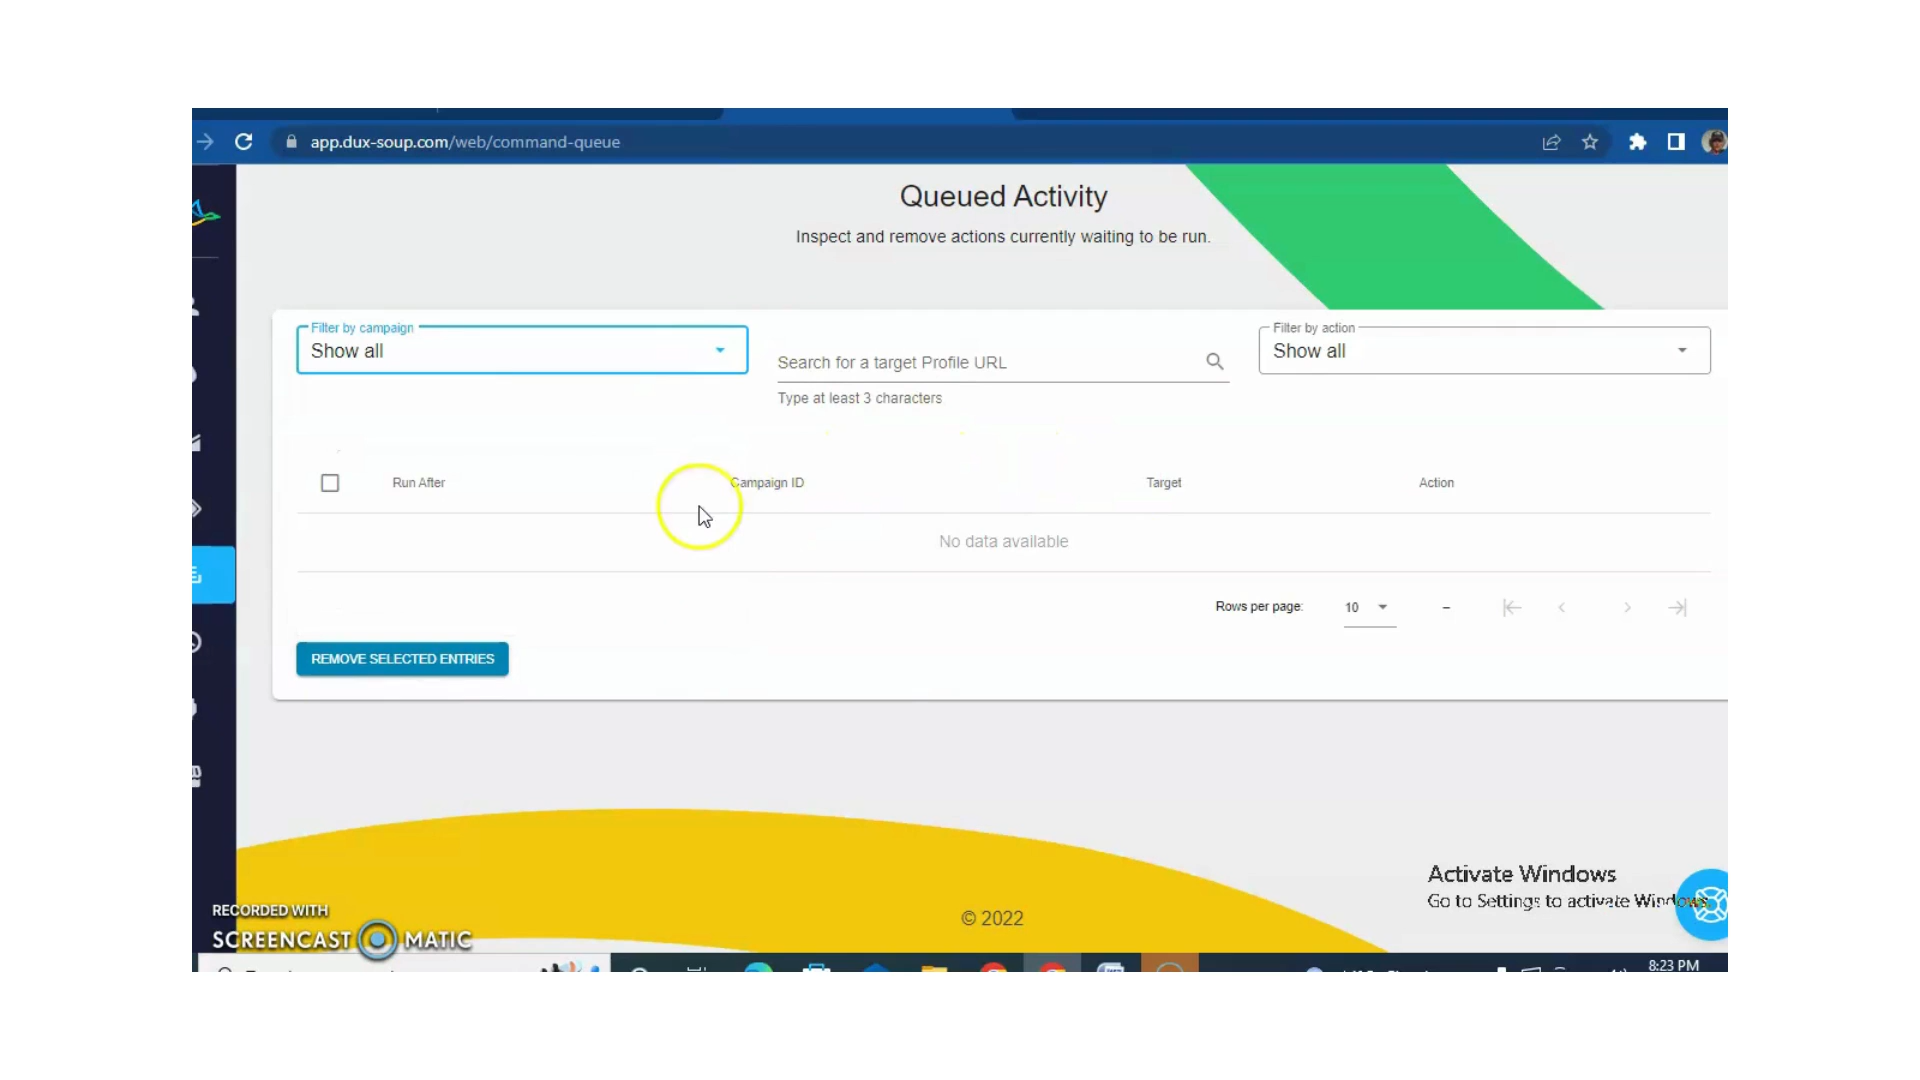 app.dux-soup.com/web/command-queue
Queued Activity
Inspect and remove actions currently waiting to be run.
Filter by campaign
Show all
Search for a target Profile URL
Type at least 3 characters
Filter by action
Show all
Run After
Campaign ID
Target
Action
No data available
Rows per page:
10
–
REMOVE SELECTED ENTRIES
Activate Windows
Go to Settings to activate Windows.
RECORDED WITH
SCREENCAST MATIC
© 2022
8:23 PM